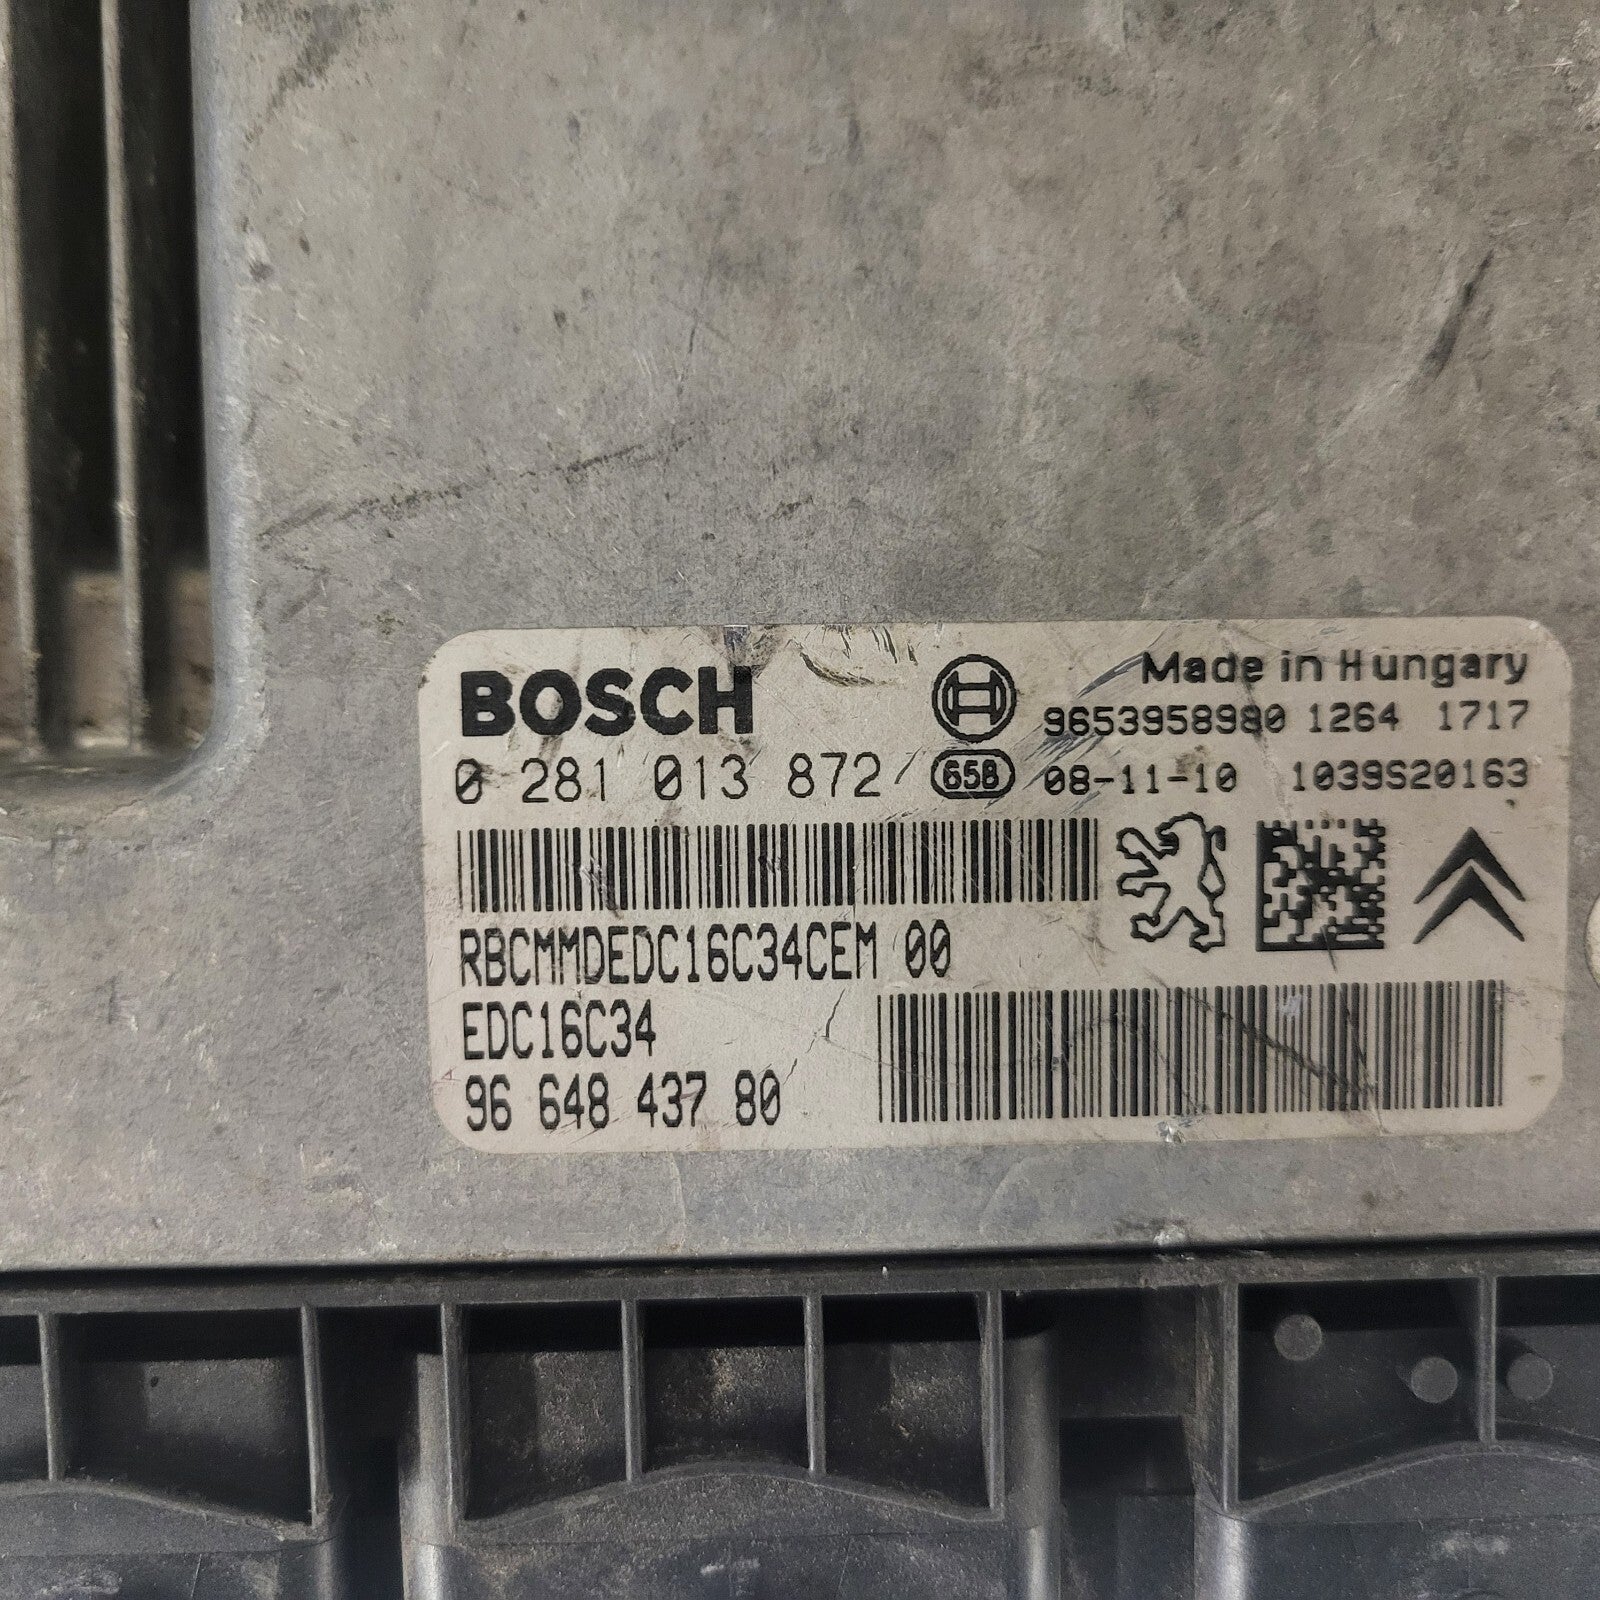 BOSCH
Made in Hungary
9653958980 1264 1717
0 281 013 872
658 08-11-10 1039S20163
RBCMMDEDC16C34CEM 00
EDC16C34
96 648 437 80